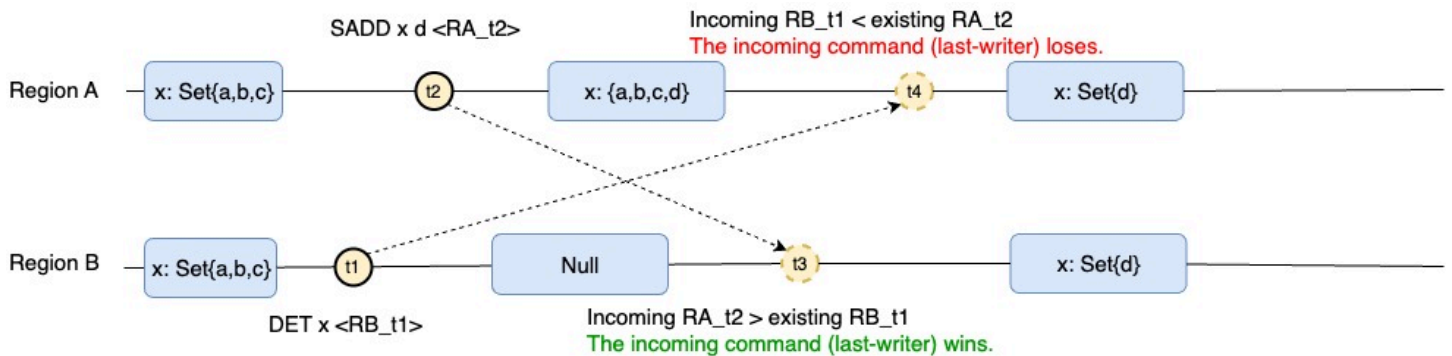 SADD x d <RA_t2>
Incoming RB_t1 < existing RA_t2
The incoming command (last-writer) loses.
Region A
x: Set{a,b,c}
t2
x: {a,b,c,d}
t4
x: Set{d}
Region B
x: Set{a,b,c}
t1
Null
t3
x: Set{d}
DET x <RB_t1>
Incoming RA_t2 > existing RB_t1
The incoming command (last-writer) wins.